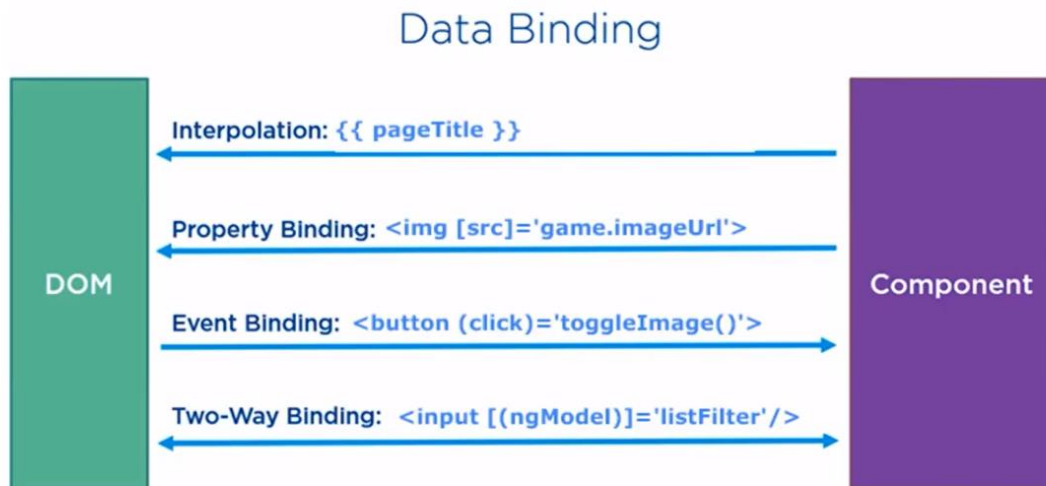 Data Binding
Interpolation: {{ pageTitle }}
Property Binding: <img [src]='game.imageUrl'>
DOM
Component
Event Binding: <button (click)='toggleImage()'>
Two-Way Binding: <input [(ngModel)]='listFilter'/>